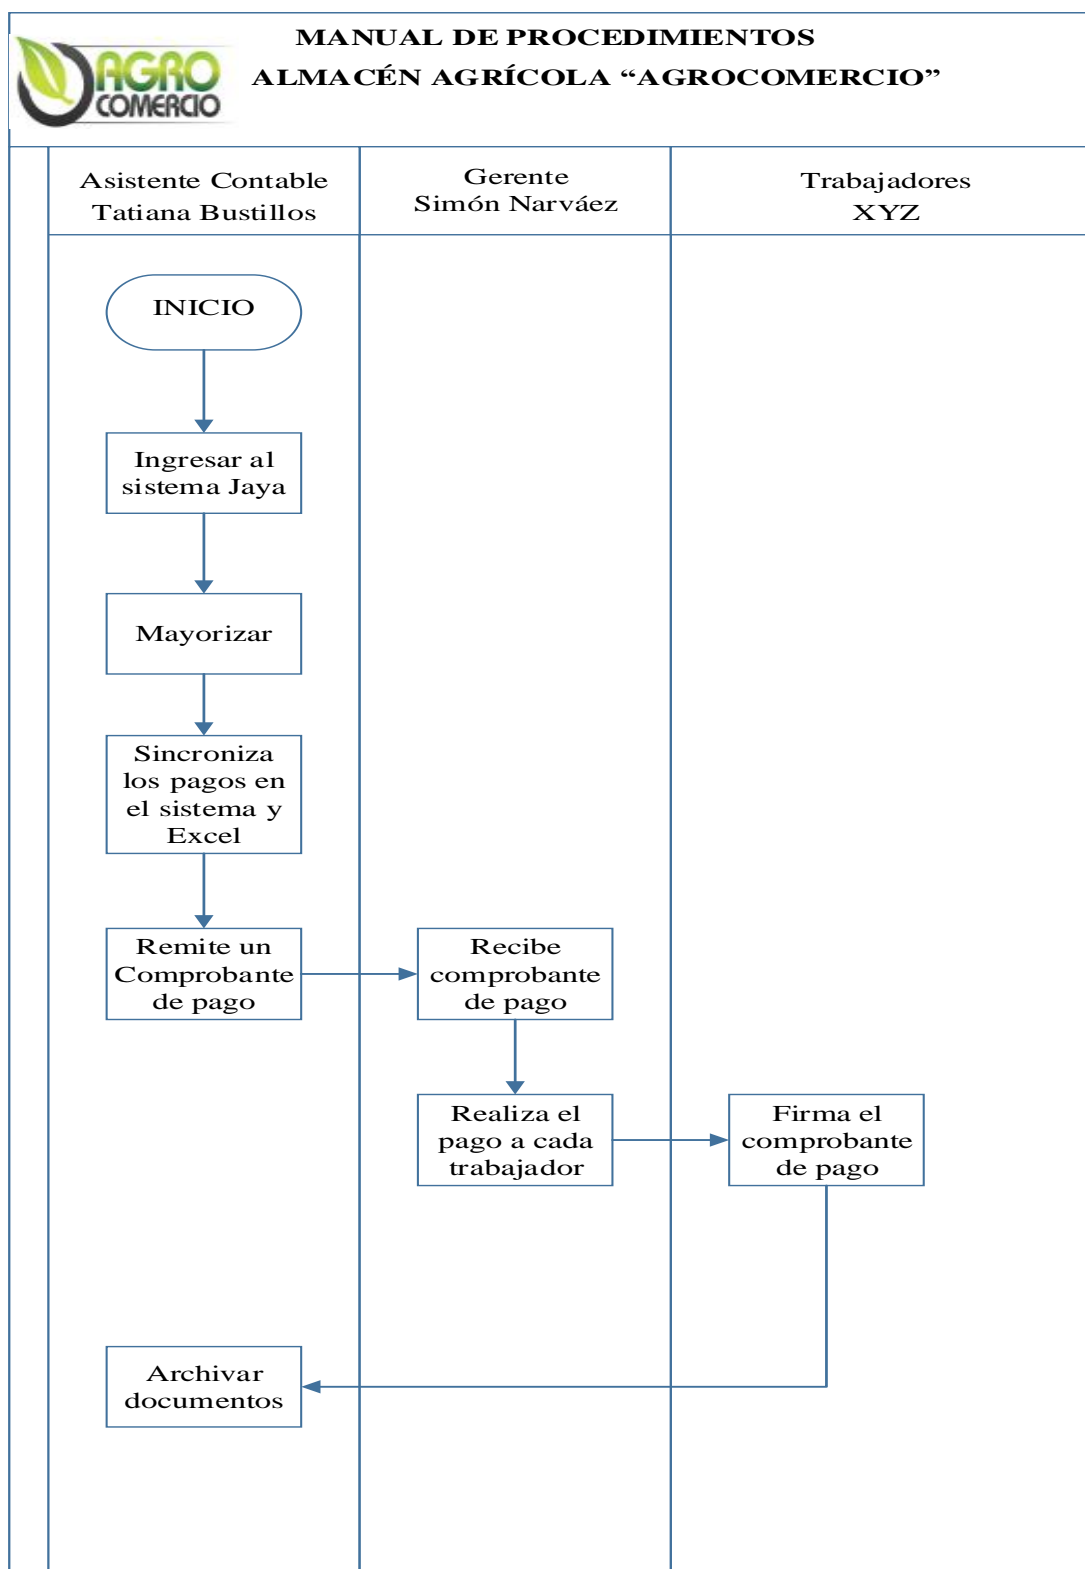 MANUAL DE PROCEDIMIENTOS
ALMACÉN AGRÍCOLA “AGROCOMERCIO”
AGRO
COMERCIO
Asistente Contable
Tatiana Bustillos
Gerente
Simón Narváez
Trabajadores
XYZ
INICIO
Ingresar al
sistema Jaya
Mayorizar
Sincroniza
los pagos en
el sistema y
Excel
Remite un
Comprobante
de pago
Recibe
comprobante
de pago
Realiza el
pago a cada
trabajador
Firma el
comprobante
de pago
Archivar
documentos